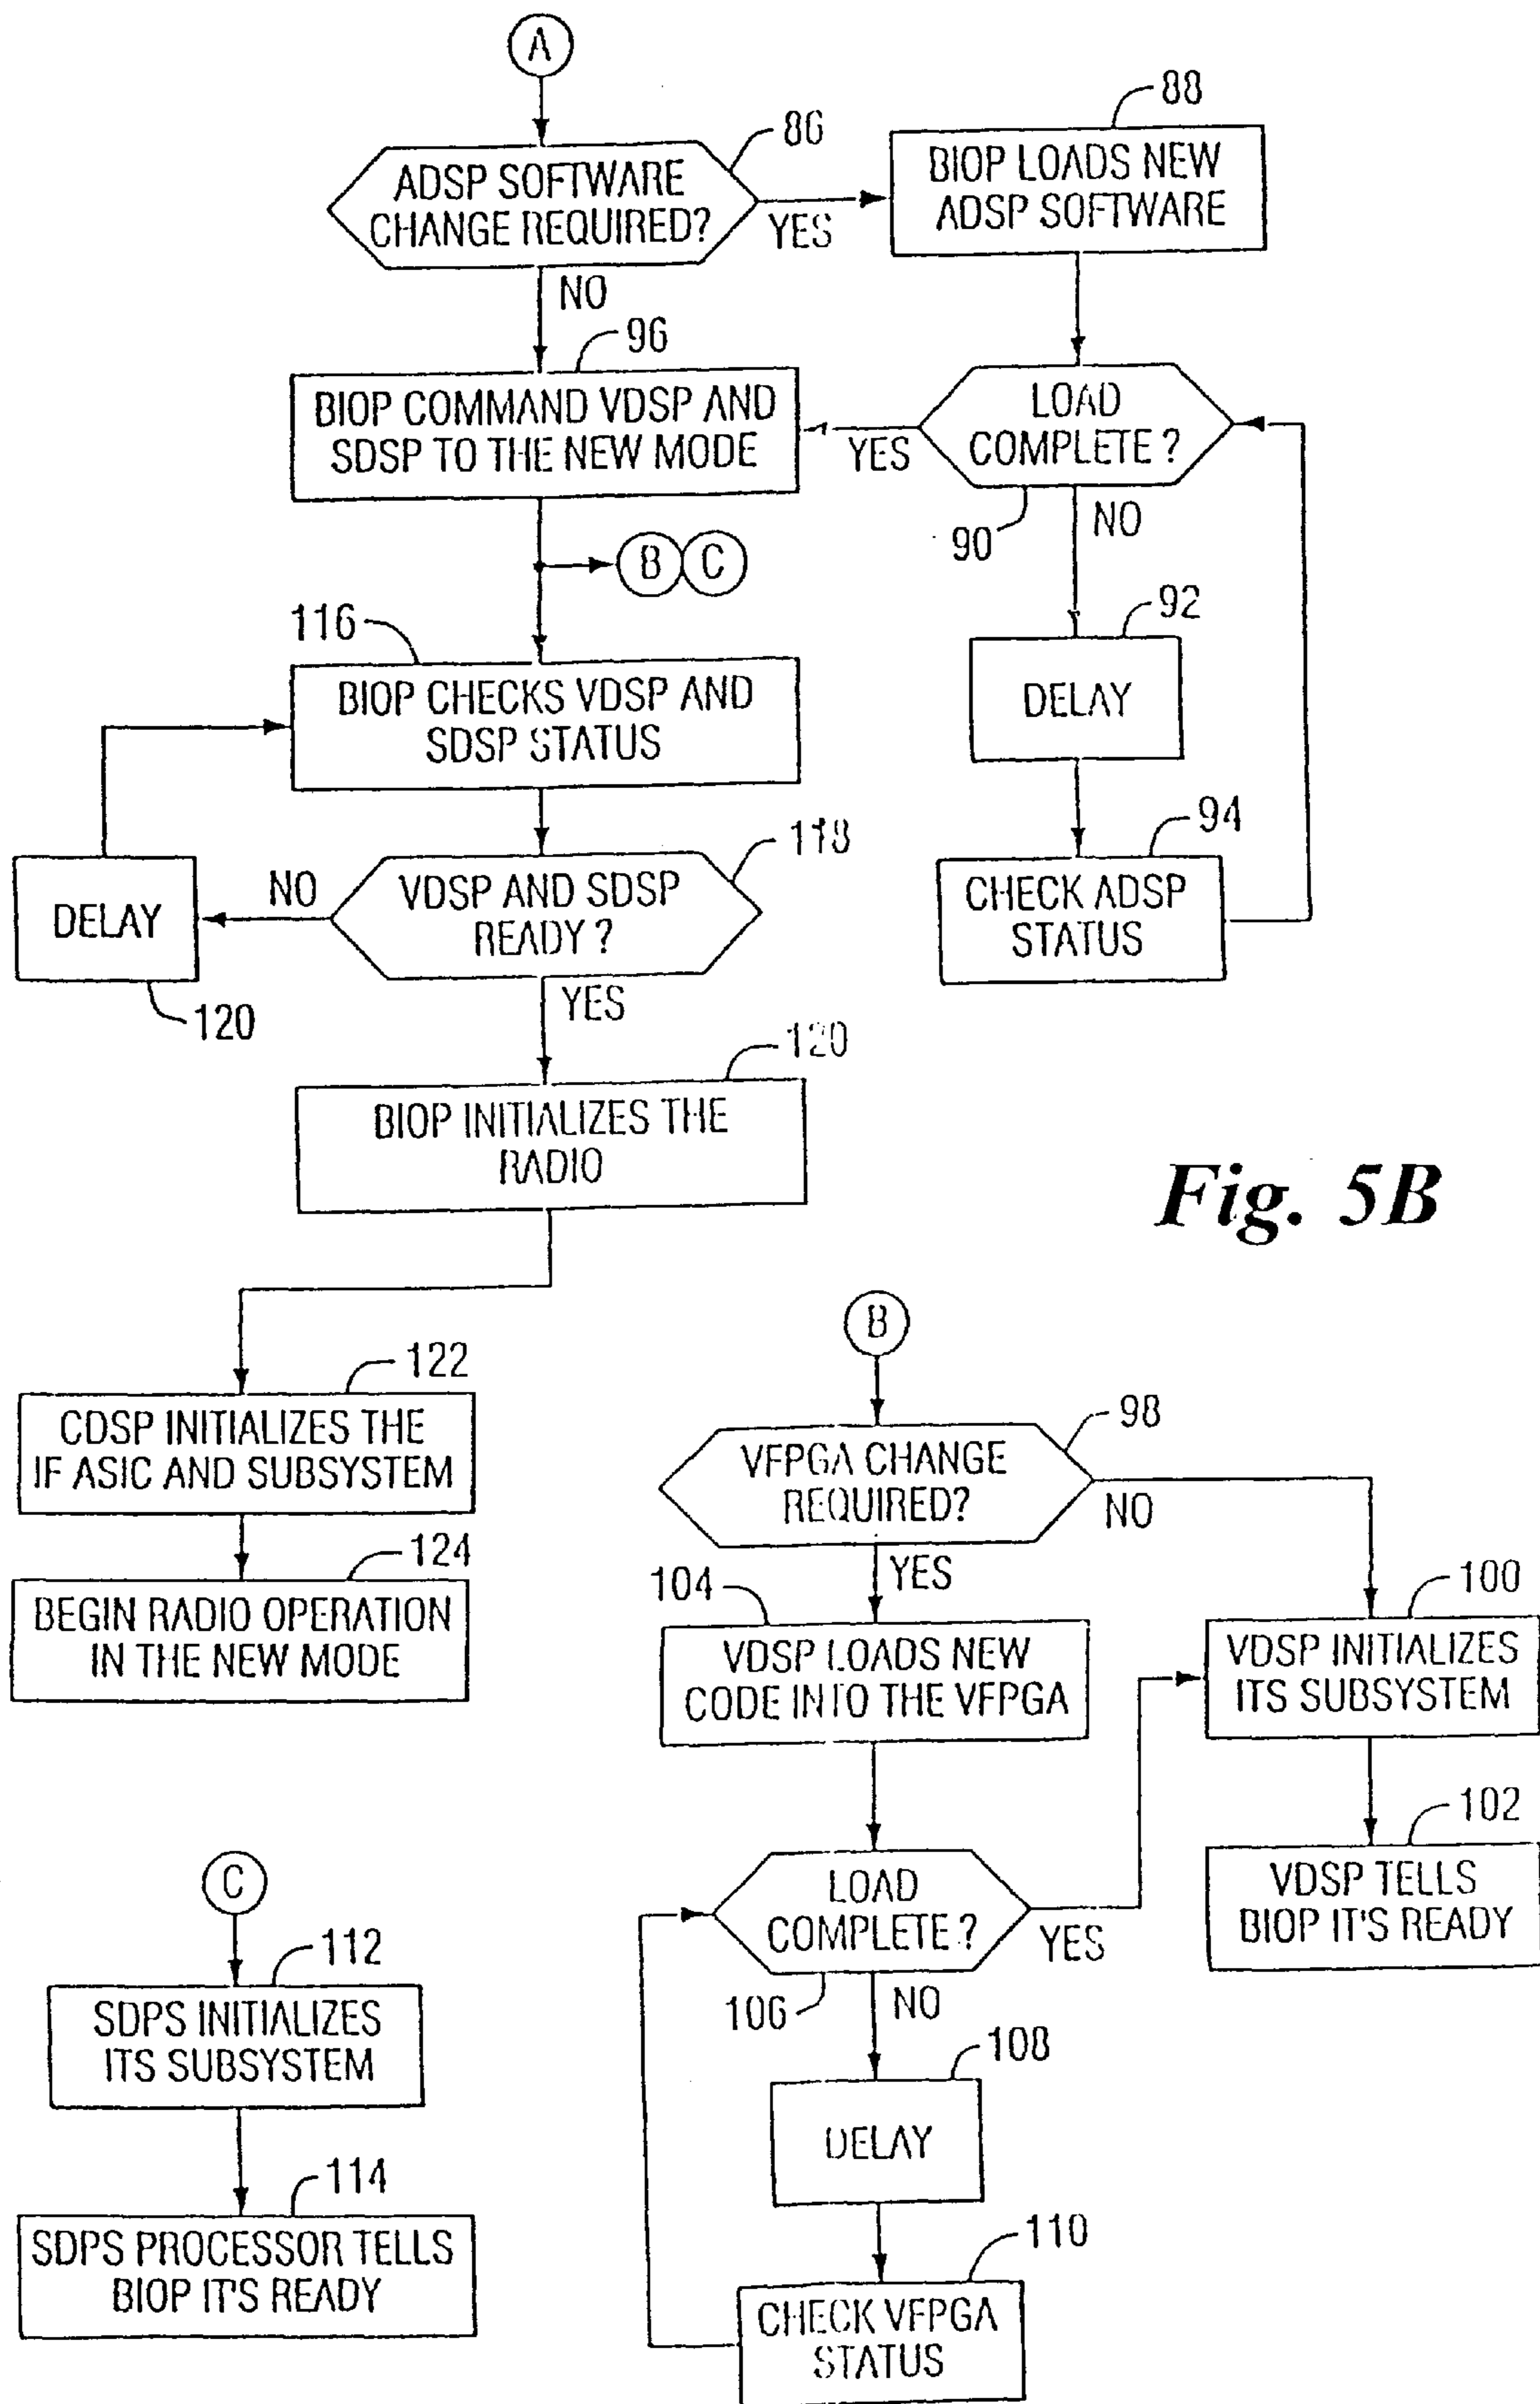 A
86
ADSP SOFTWARE
CHANGE REQUIRED?
YES
NO
88
BIOP LOADS NEW
ADSP SOFTWARE
96
BIOP COMMAND VDSP AND
SDSP TO THE NEW MODE
LOAD
COMPLETE ?
YES
90
NO
B
C
92
DELAY
116
BIOP CHECKS VDSP AND
SDSP STATUS
94
CHECK ADSP
STATUS
118
VDSP AND SDSP
READY ?
NO
DELAY
120
YES
120
BIOP INITIALIZES THE
RADIO
Fig. 5B
122
CDSP INITIALIZES THE
IF ASIC AND SUBSYSTEM
124
BEGIN RADIO OPERATION
IN THE NEW MODE
B
98
VFPGA CHANGE
REQUIRED?
NO
YES
104
VDSP LOADS NEW
CODE INTO THE VFPGA
100
VDSP INITIALIZES
ITS SUBSYSTEM
102
VDSP TELLS
BIOP IT'S READY
LOAD
COMPLETE ?
YES
106
NO
108
DELAY
110
CHECK VFPGA
STATUS
C
112
SDPS INITIALIZES
ITS SUBSYSTEM
114
SDPS PROCESSOR TELLS
BIOP IT'S READY